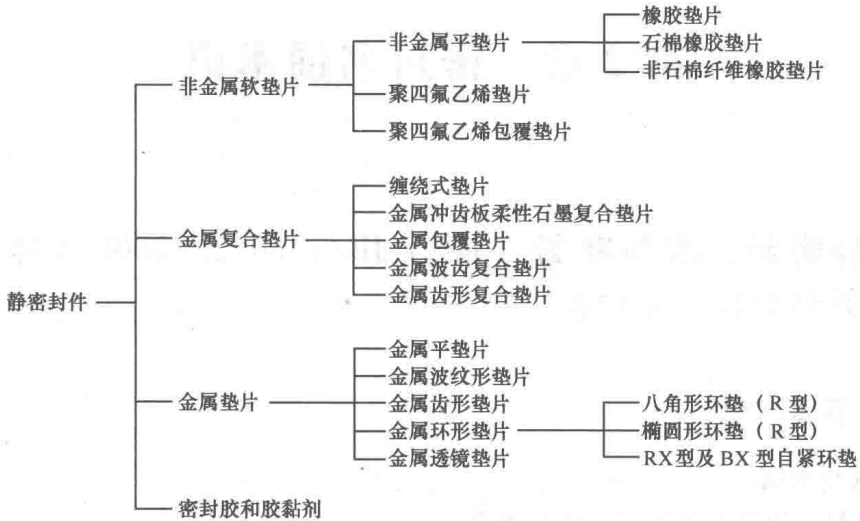 橡胶垫片
非金属平垫片
石棉橡胶垫片
非石棉纤维橡胶垫片
非金属软垫片
聚四氟乙烯垫片
聚四氟乙烯包覆垫片
缠绕式垫片
金属冲齿板柔性石墨复合垫片
金属复合垫片
金属包覆垫片
金属波齿复合垫片
金属齿形复合垫片
静密封件
金属平垫片
金属波纹形垫片
金属垫片
金属齿形垫片
八角形环垫（R 型）
金属环形垫片
椭圆形环垫（R 型）
金属透镜垫片
RX型及 BX 型自紧环垫
密封胶和胶黏剂